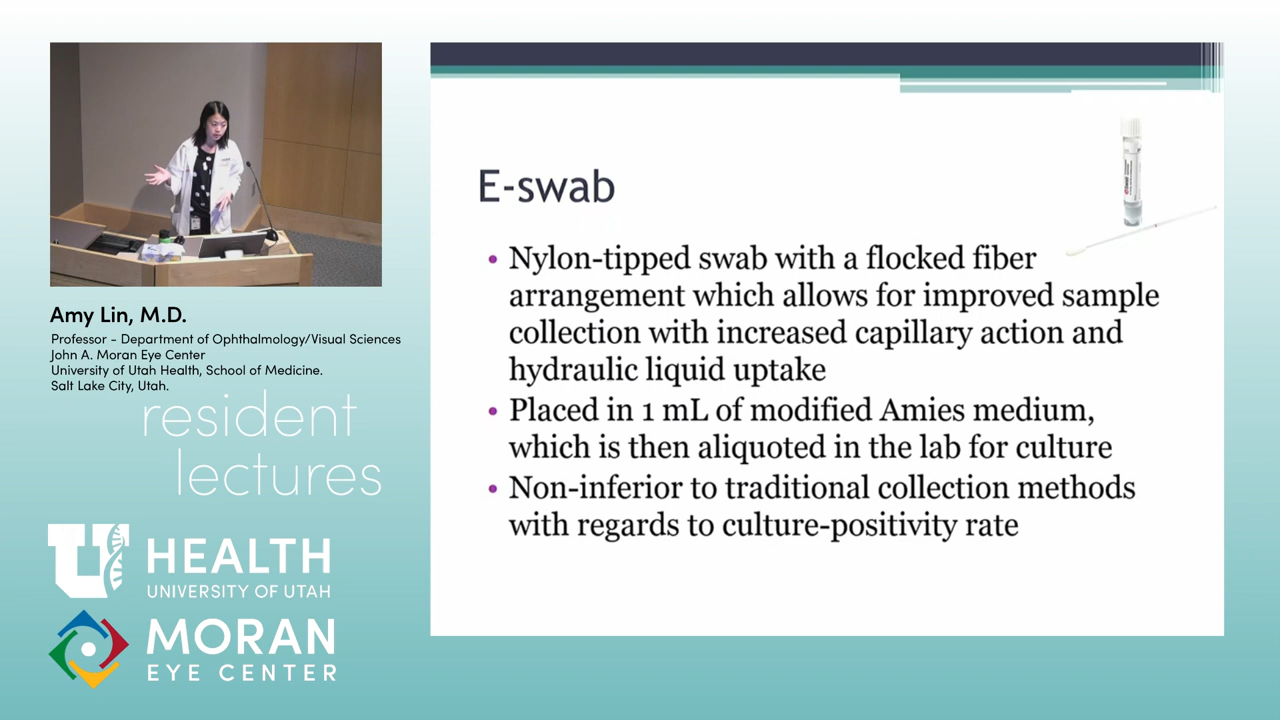 Amy Lin, M.D.
Professor - Department of Ophthalmology/Visual Sciences
John A. Moran Eye Center
University of Utah Health, School of Medicine.
Salt Lake City, Utah.
resident
lectures
U
HEALTH
UNIVERSITY OF UTAH
MORAN
EYE CENTER
E-swab
• Nylon-tipped swab with a flocked fiber
arrangement which allows for improved sample
collection with increased capillary action and
hydraulic liquid uptake
• Placed in 1 mL of modified Amies medium,
which is then aliquoted in the lab for culture
• Non-inferior to traditional collection methods
with regards to culture-positivity rate